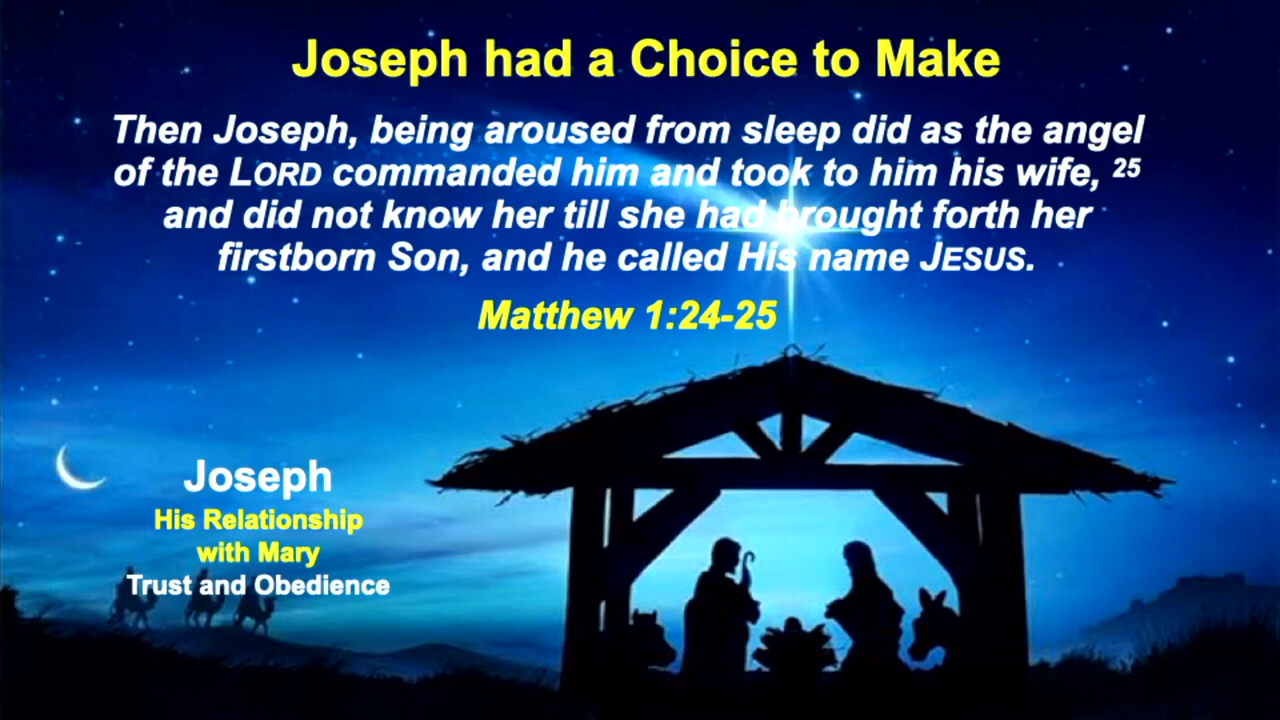 Joseph had a Choice to Make
Then Joseph, being aroused from sleep did as the angel
of the LORD commanded him and took to him his wife, 25
and did not know her till she had brought forth her
firstborn Son, and he called His name JESUS.
Matthew 1:24-25
Joseph
His Relationship
with Mary
Trust and Obedience